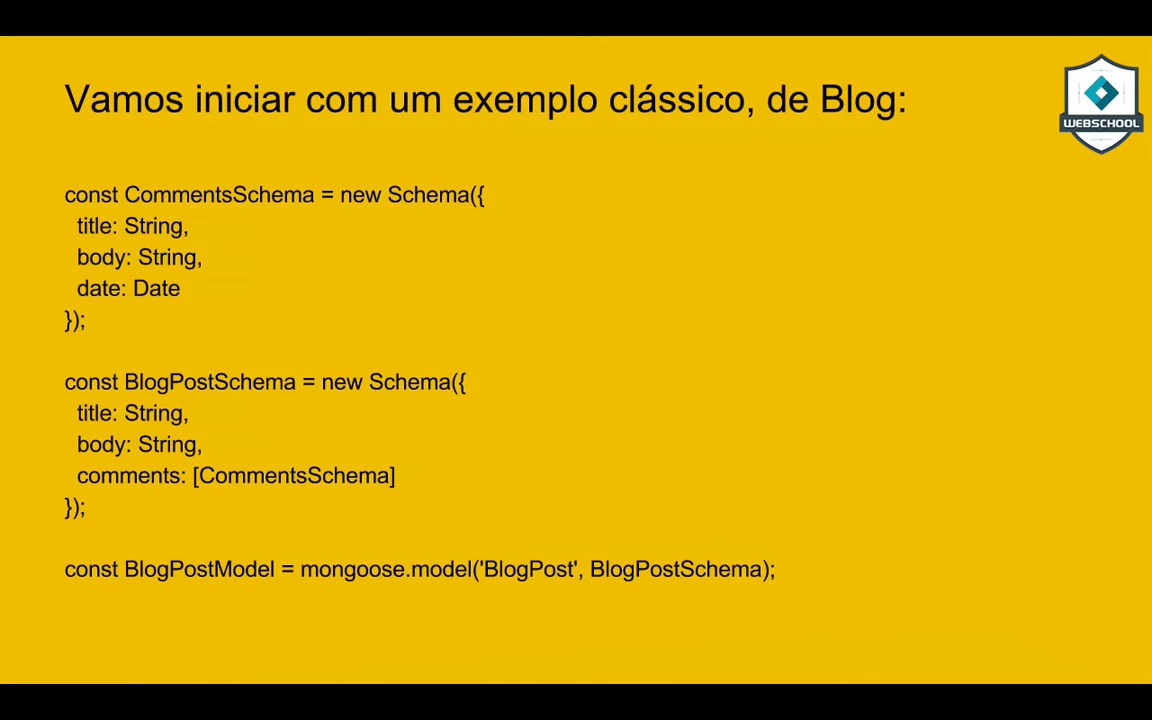 Vamos iniciar com um exemplo clássico, de Blog:
WEBSCHOOL
const CommentsSchema = new Schema({
title: String,
body: String,
date: Date
});
const BlogPostSchema = new Schema({
title: String,
body: String,
comments: [CommentsSchema]
});
const BlogPostModel = mongoose.model('BlogPost', BlogPostSchema);